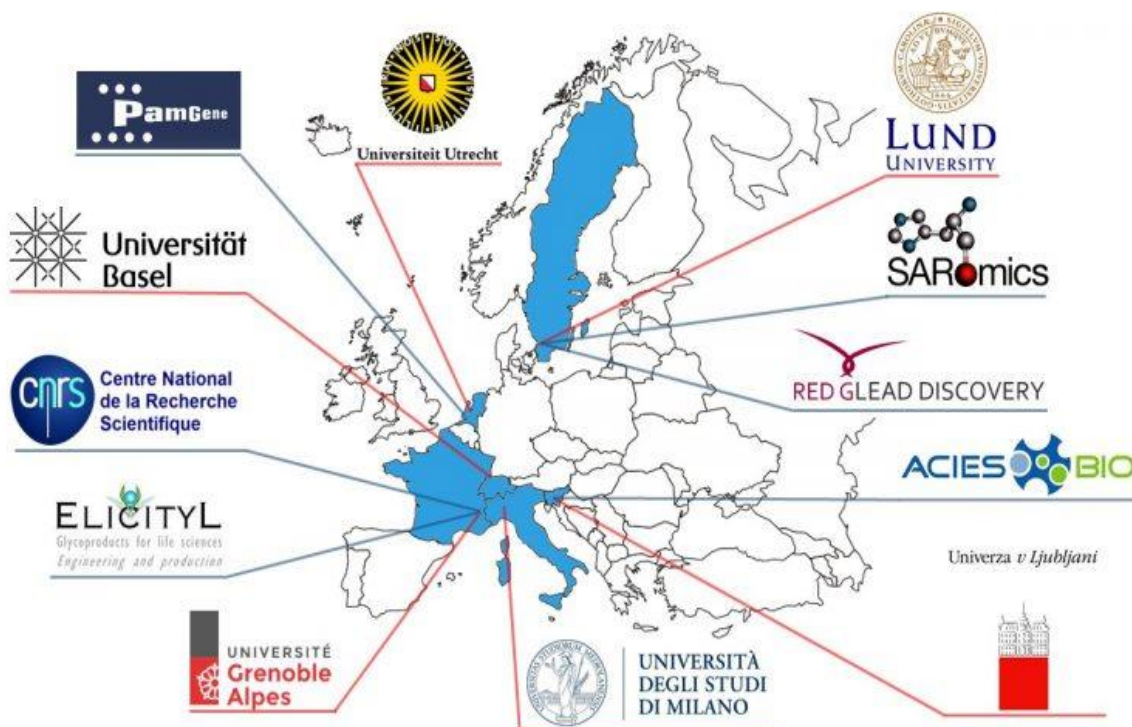 PamGene
Universiteit Utrecht
LUND
UNIVERSITY
Universität
Basel
SARomics
cnrs
Centre National
de la Recherche
Scientifique
RED GLEAD DISCOVERY
ACIES BIO
ELICITYL
Glycoproducts for life sciences
Engineering and production
Univerza v Ljubljani
UNIVERSITÉ
Grenoble
Alpes
UNIVERSITÀ
DEGLI STUDI
DI MILANO